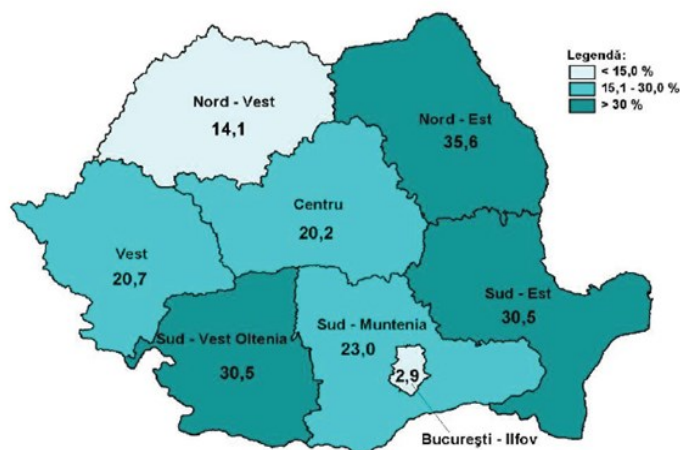 Legendă:
< 15,0 %
15,1 - 30,0 %
> 30 %
Nord - Vest
14,1
Nord - Est
35,6
Centru
20,2
Vest
20,7
Sud - Est
30,5
Sud - Vest Oltenia
30,5
Sud - Muntenia
23,0
2,9
Bucureşti - Ilfov